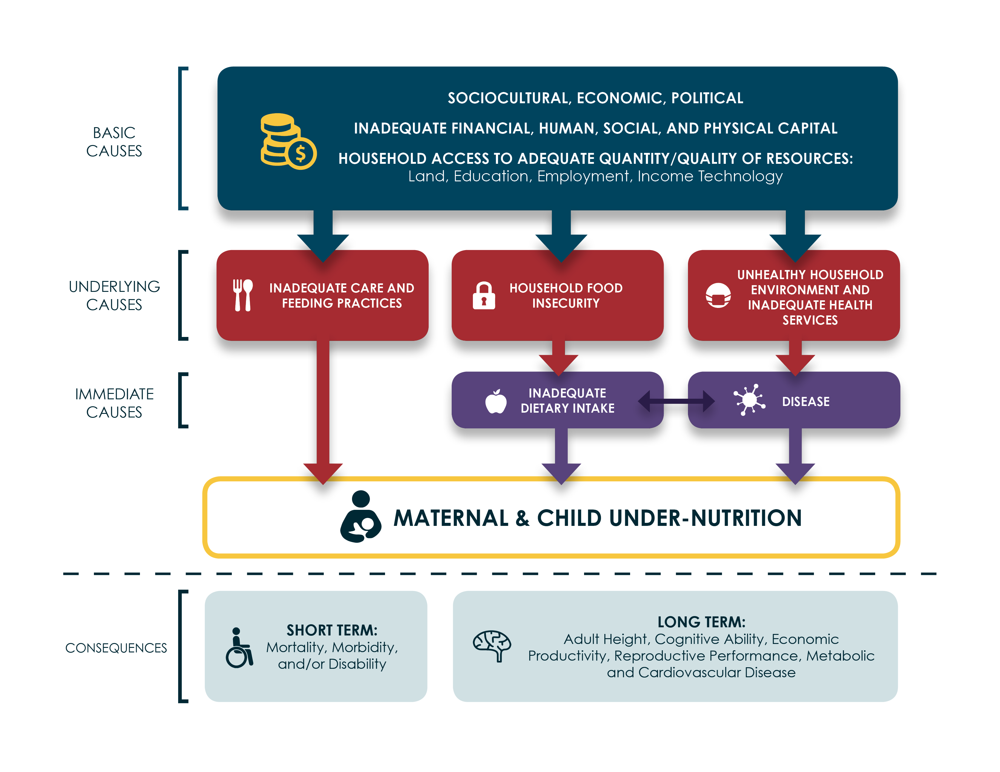 BASIC
CAUSES
SOCIOCULTURAL, ECONOMIC, POLITICAL
INADEQUATE FINANCIAL, HUMAN, SOCIAL, AND PHYSICAL CAPITAL
HOUSEHOLD ACCESS TO ADEQUATE QUANTITY/QUALITY OF RESOURCES:
Land, Education, Employment, Income Technology
$
UNDERLYING
CAUSES
INADEQUATE CARE AND
FEEDING PRACTICES
HOUSEHOLD FOOD
INSECURITY
UNHEALTHY HOUSEHOLD
ENVIRONMENT AND
INADEQUATE HEALTH
SERVICES
IMMEDIATE
CAUSES
INADEQUATE
DIETARY INTAKE
DISEASE
MATERNAL & CHILD UNDER-NUTRITION
CONSEQUENCES
SHORT TERM:
Mortality, Morbidity,
and/or Disability
LONG TERM:
Adult Height, Cognitive Ability, Economic
Productivity, Reproductive Performance, Metabolic
and Cardiovascular Disease